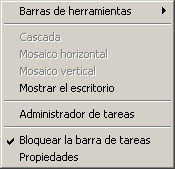 Barras de herramientas
Cascada
Mosaico horizontal
Mosaico vertical
Mostrar el escritorio
Administrador de tareas
Bloquear la barra de tareas
Propiedades